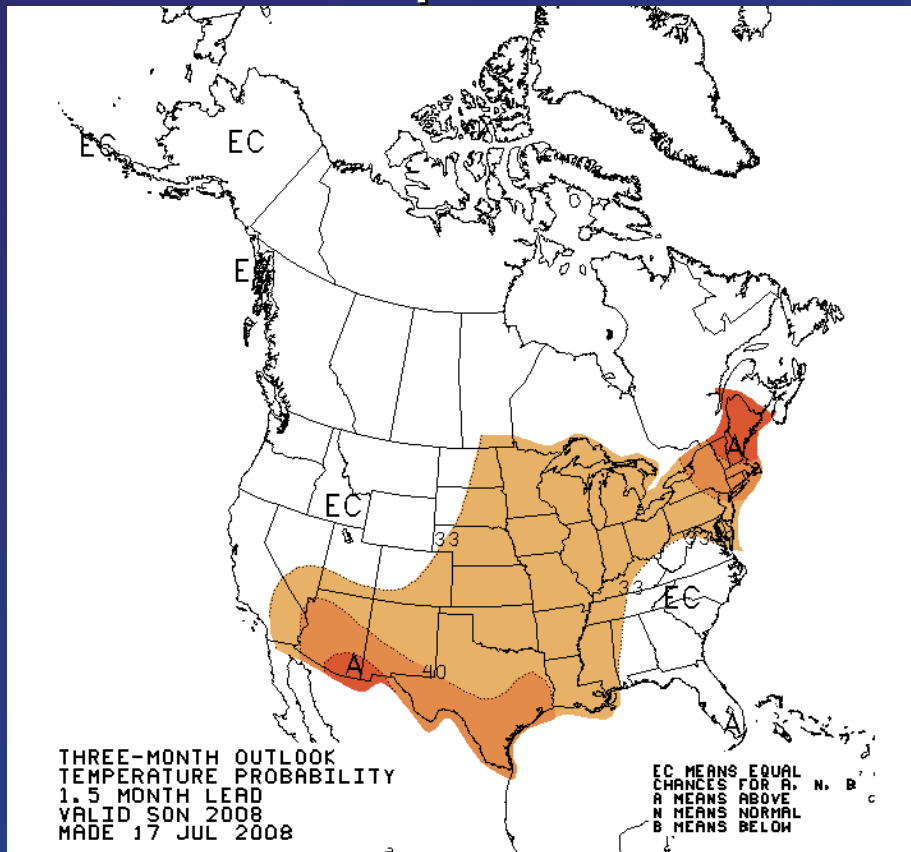 EC
EC
E
A
EC
33
33
33
EC
A
40
A
THREE-MONTH OUTLOOK
TEMPERATURE PROBABILITY
1.5 MONTH LEAD
VALID SON 2008
MADE 17 JUL 2008
EC MEANS EQUAL
CHANCES FOR A, N, B
A MEANS ABOVE
N MEANS NORMAL
B MEANS BELOW